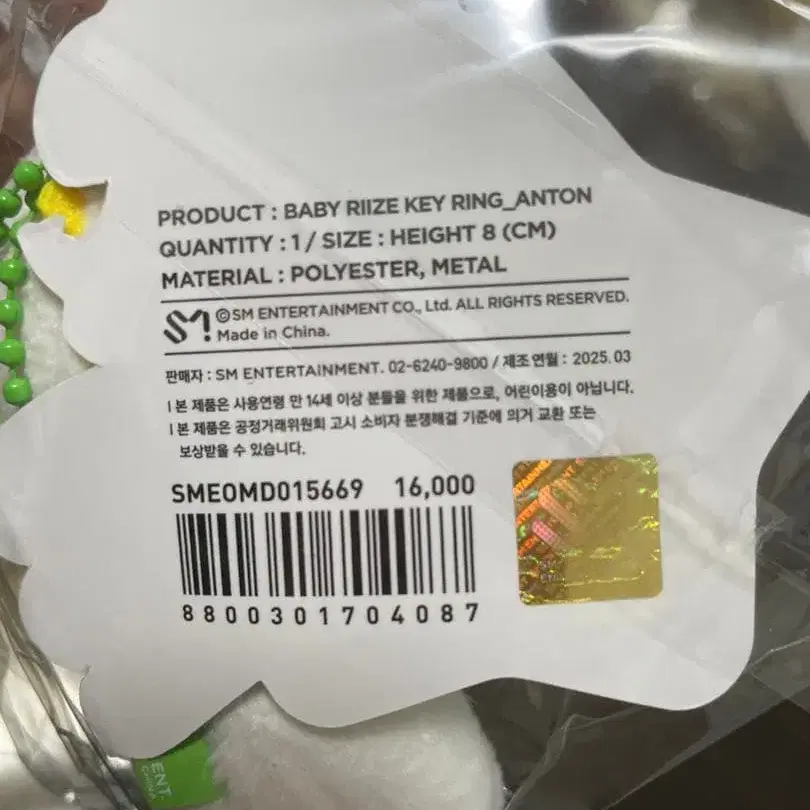 PRODUCT : BABY RIIZE KEY RING_ANTON
QUANTITY : 1 / SIZE : HEIGHT 8 (CM)
MATERIAL : POLYESTER, METAL
SM! ©SM ENTERTAINMENT CO., Ltd. ALL RIGHTS RESERVED.
Made in China.
판매자 : SM ENTERTAINMENT. 02-6240-9800 / 제조연월 : 2025.03
| 본 제품은 사용연령 만 14세 이상 분들을 위한 제품으로, 어린이용이 아닙니다.
| 본 제품은 공정거래위원회 고시 소비자 분쟁해결 기준에 의거 교환 또는
보상받을 수 있습니다.
SMEOMD015669 16,000
8800301704087
ENT.
CHINA